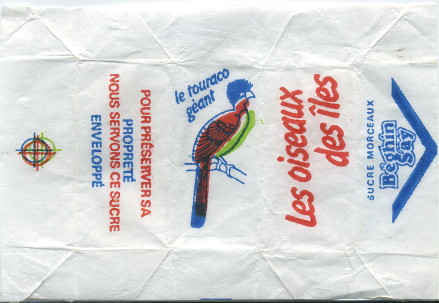 POUR PRÉSERVER SA
PROPRETÉ
NOUS SERVONS CE SUCRE
ENVELOPPÉ
le touraco
géant
Les oiseaux
des îles
SUCRE MORCEAUX
Béghin
Say